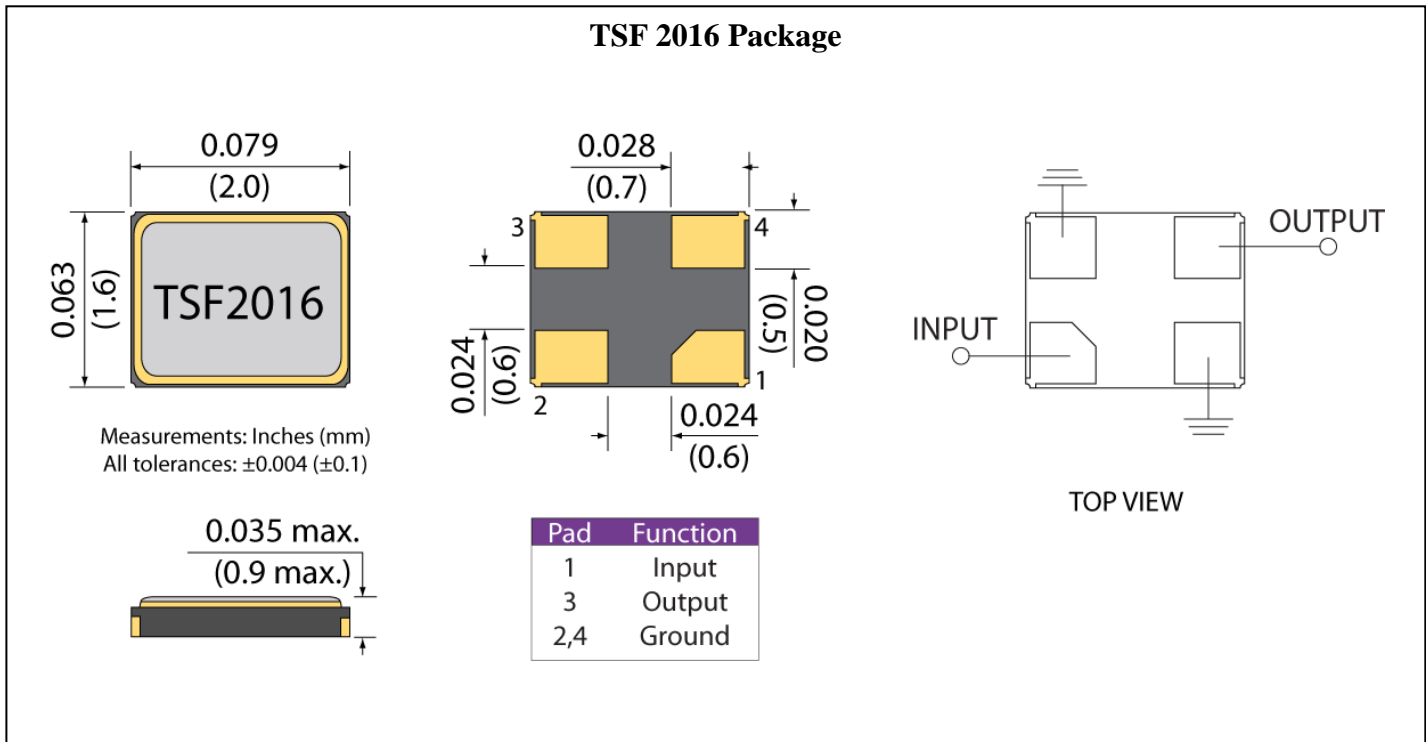 TSF 2016 Package
0.079
(2.0)
0.063
(1.6)
TSF2016
Measurements: Inches (mm)
All tolerances: ±0.004 (±0.1)
0.035 max.
(0.9 max.)
0.028
(0.7)
3
4
0.020
(0.5)
0.024
(0.6)
2
1
0.024
(0.6)
Pad Function
1 Input
3 Output
2,4 Ground
OUTPUT
INPUT
TOP VIEW